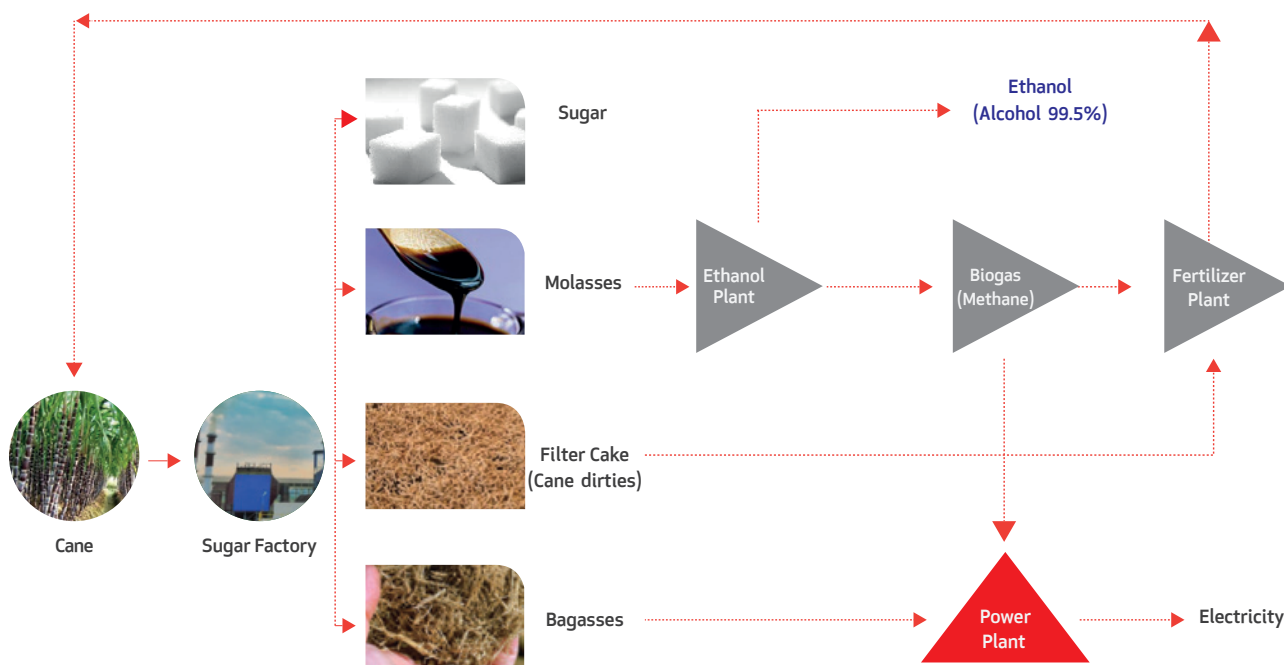 Sugar
Ethanol
(Alcohol 99.5%)
Molasses
Ethanol
Plant
Biogas
(Methane)
Fertilizer
Plant
Filter Cake
(Cane dirties)
Cane
Sugar Factory
Bagasses
Power
Plant
Electricity